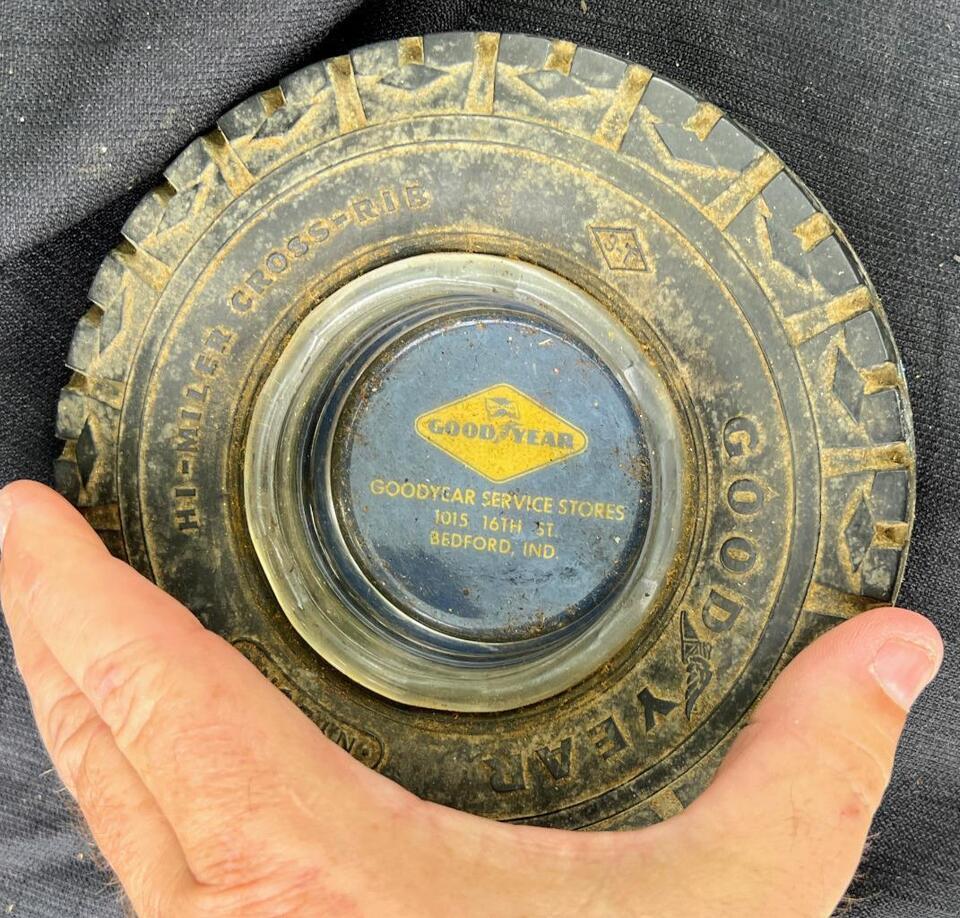 HI-MILER CROSS-RIB
GOODYEAR
GOODYEAR
GOODYEAR SERVICE STORES
1015 16TH ST.
BEDFORD, IND.